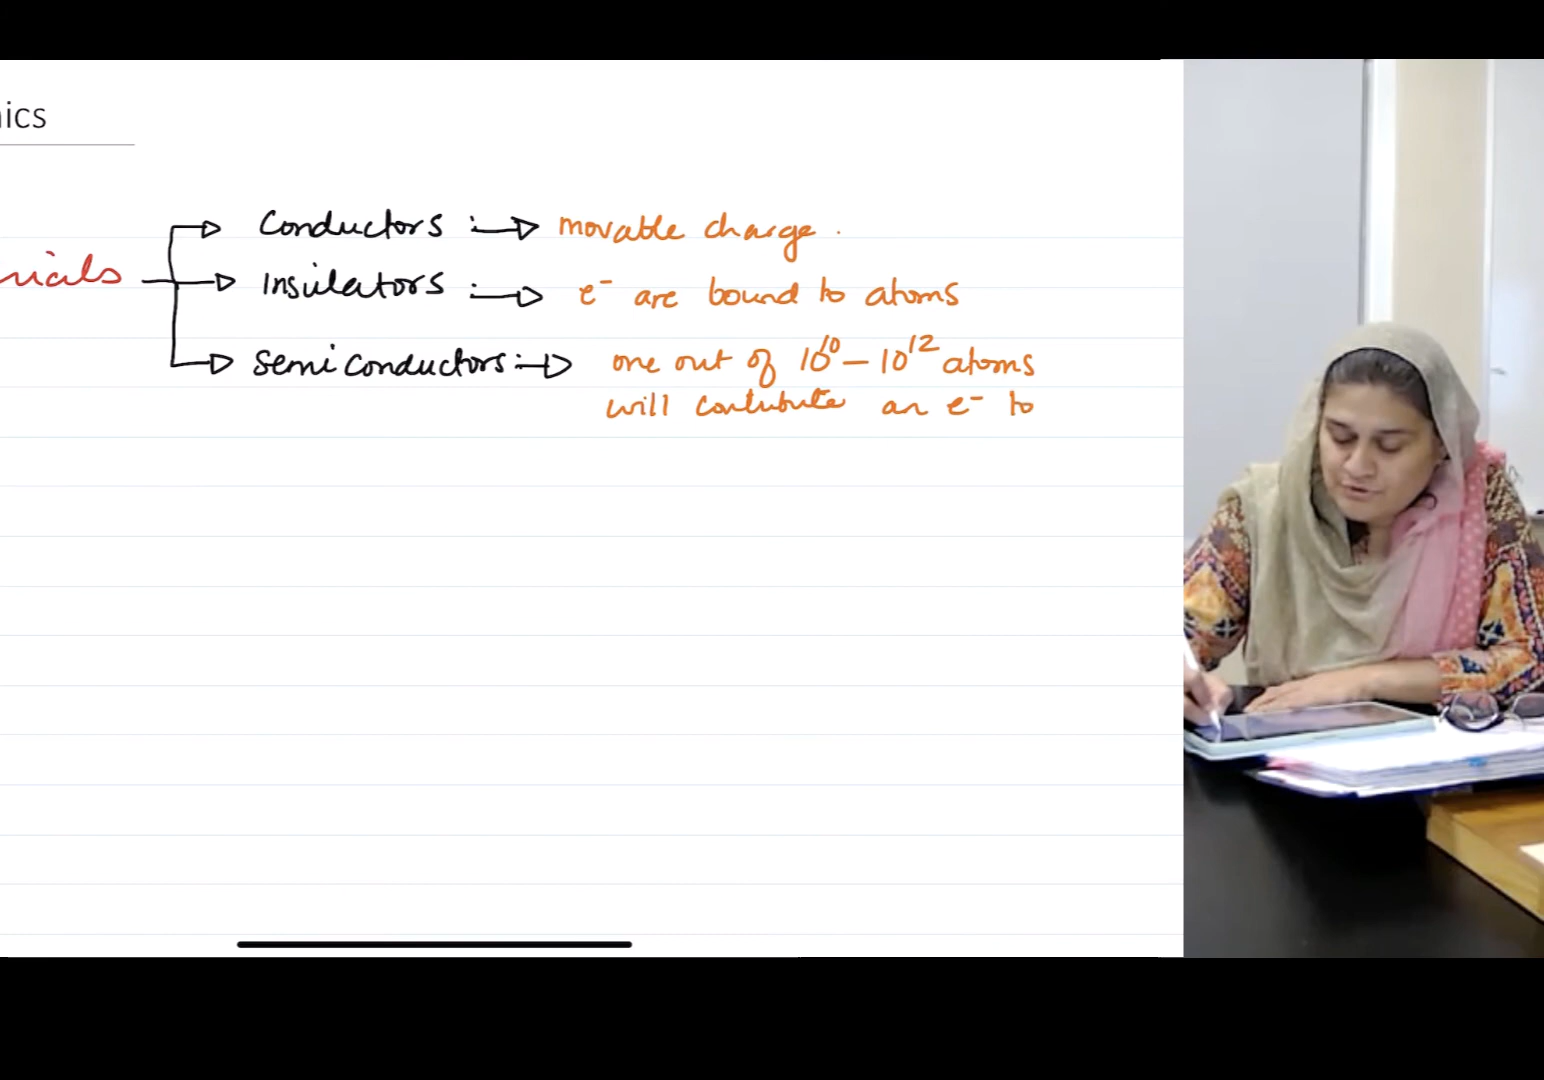 ics
Conductors :→ movable charge.
rials
Insulators :→ e⁻ are bound to atoms
Semiconductors :→ one out of 10¹⁰ – 10¹² atoms
will contribute an e⁻ to